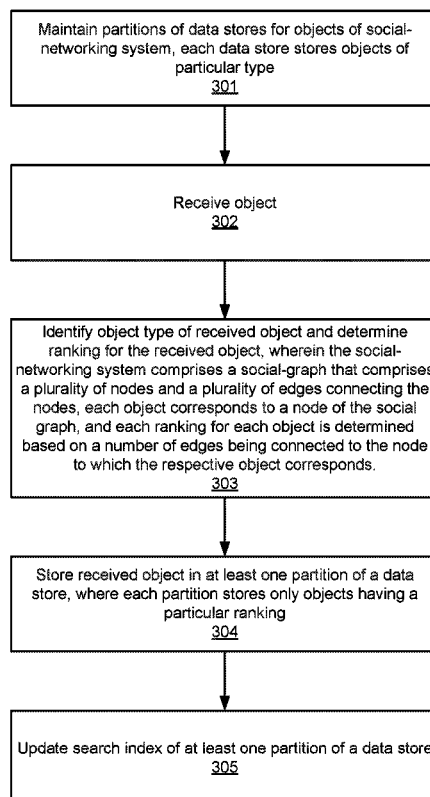 Maintain partitions of data stores for objects of social-
networking system, each data store stores objects of
particular type
301
Receive object
302
Identify object type of received object and determine
ranking for the received object, wherein the social-
networking system comprises a social-graph that comprises
a plurality of nodes and a plurality of edges connecting the
nodes, each object corresponds to a node of the social
graph, and each ranking for each object is determined
based on a number of edges being connected to the node
to which the respective object corresponds.
303
Store received object in at least one partition of a data
store, where each partition stores only objects having a
particular ranking
304
Update search index of at least one partition of a data store
305